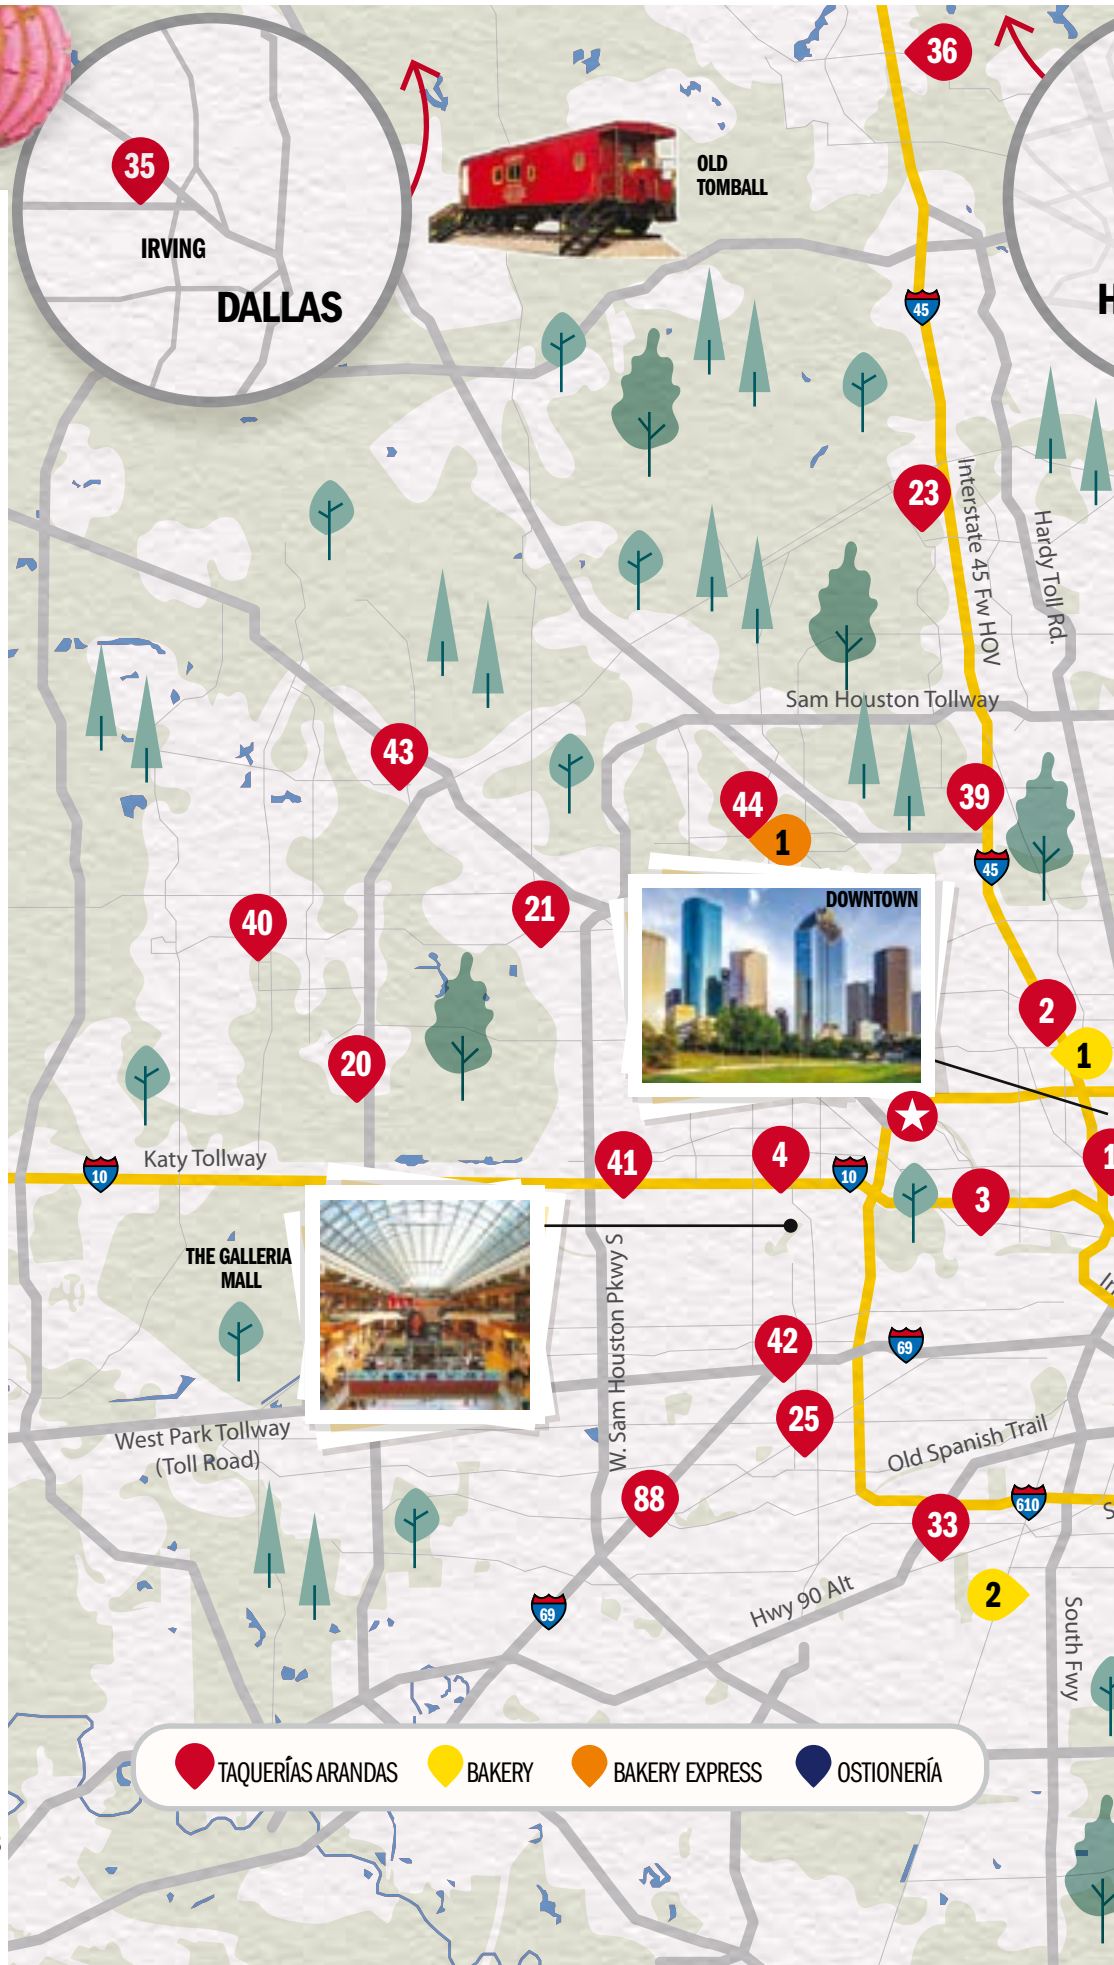 36
35
OLD
TOMBALL
IRVING
DALLAS
H
45
23
Interstate 45 Fw HOV
Hardy Toll Rd.
Sam Houston Tollway
43
44
39
1
45
DOWNTOWN
40
21
2
1
20
Katy Tollway
10
41
4
10
3
1
THE GALLERIA
MALL
W. Sam Houston Pkwy S
42
69
25
West Park Tollway
(Toll Road)
Old Spanish Trail
88
610
33
69
Hwy 90 Alt
2
South Fwy
TAQUERÍAS ARANDAS
BAKERY
BAKERY EXPRESS
OSTIONERÍA